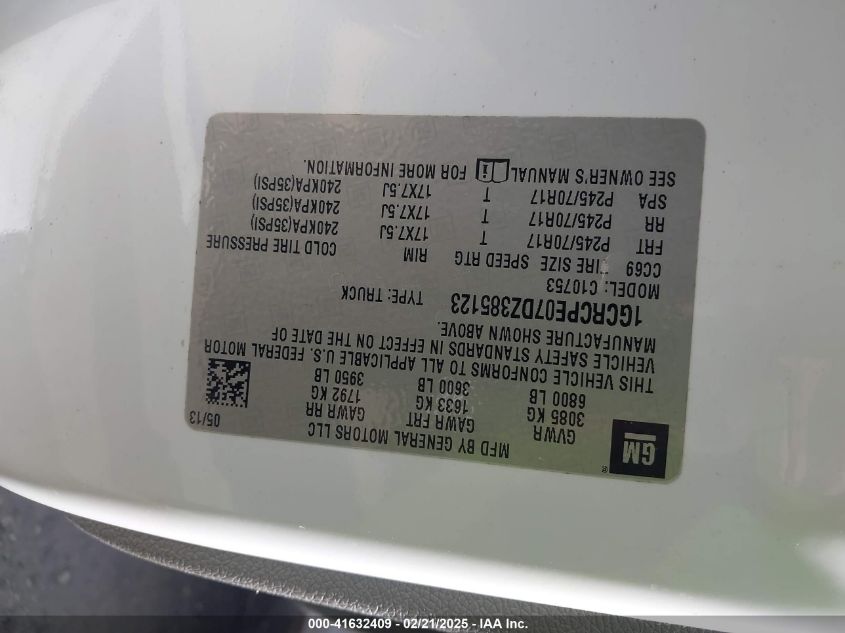 GM
®
MFD BY GENERAL MOTORS LLC 05/13
GVWR GAWR FRT GAWR RR
3085 KG 1633 KG 1792 KG
6800 LB 3600 LB 3950 LB
THIS VEHICLE CONFORMS TO ALL APPLICABLE U.S. FEDERAL MOTOR
VEHICLE SAFETY STANDARDS IN EFFECT ON THE DATE OF
MANUFACTURE SHOWN ABOVE.
1GCRCPE07DZ385123 TYPE: TRUCK
MODEL: C10753
CC69 TIRE SIZE SPEED RTG RIM COLD TIRE PRESSURE
FRT P245/70R17 T 17X7.5J 240KPA(35PSI)
RR P245/70R17 T 17X7.5J 240KPA(35PSI)
SPA P245/70R17 T 17X7.5J 240KPA(35PSI)
SEE OWNER'S MANUAL i FOR MORE INFORMATION.
000-41632409 - 02/21/2025 - IAA Inc.